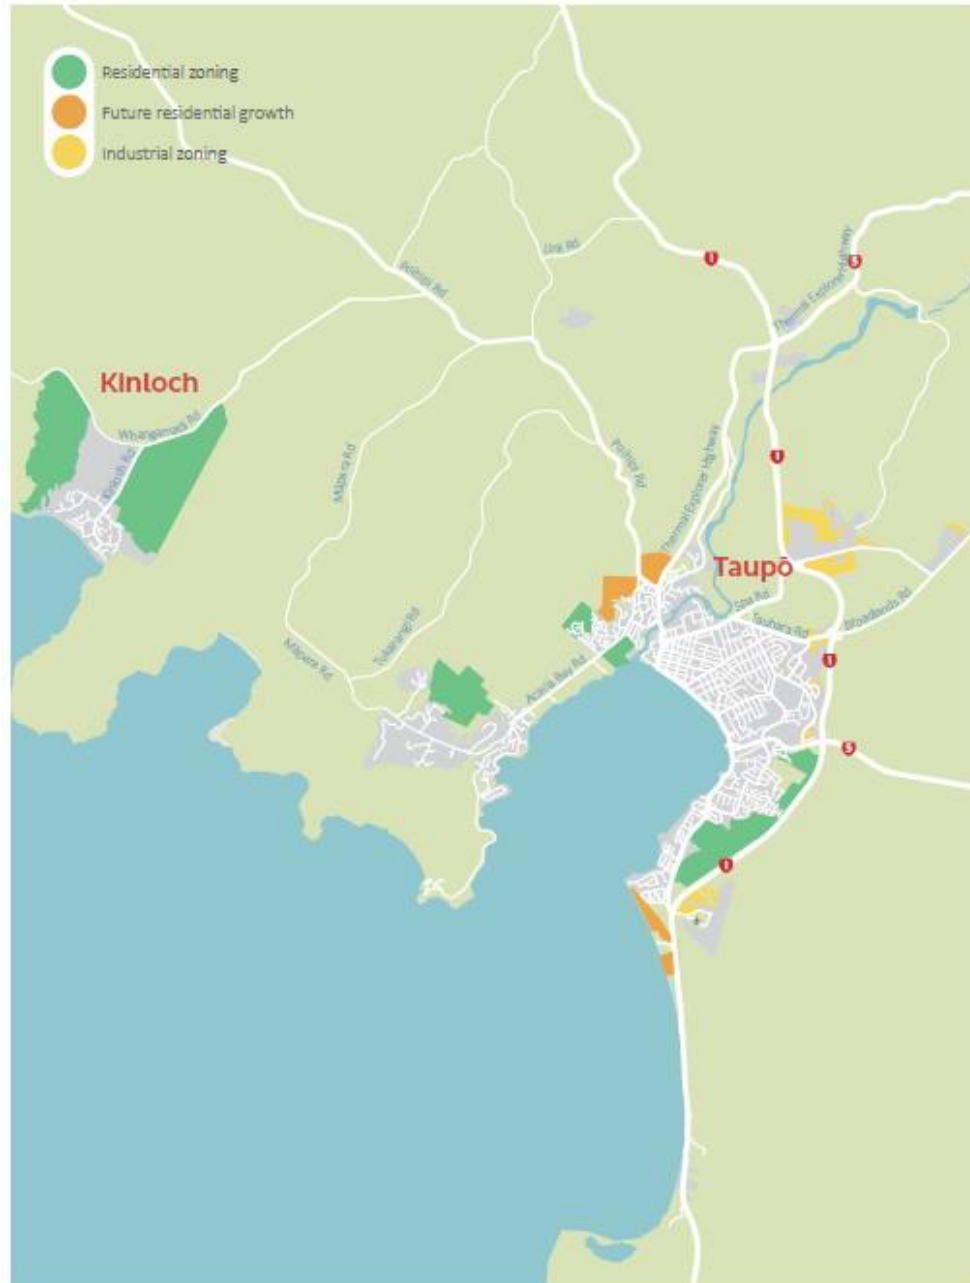 Residential zoning
Future residential growth
Industrial zoning
Thermal Explorer Highway
1
5
Link Rd
Poihipi Rd
Kinloch
Whangamata Rd
Kinloch Rd
Mapara Rd
Poihipi Rd
Thermal Explorer Highway
1
Taupō
Spa Rd
Tauhara Rd
Broadlands Rd
1
Mapara Rd
Tukairangi Rd
Acacia Bay Rd
5
1